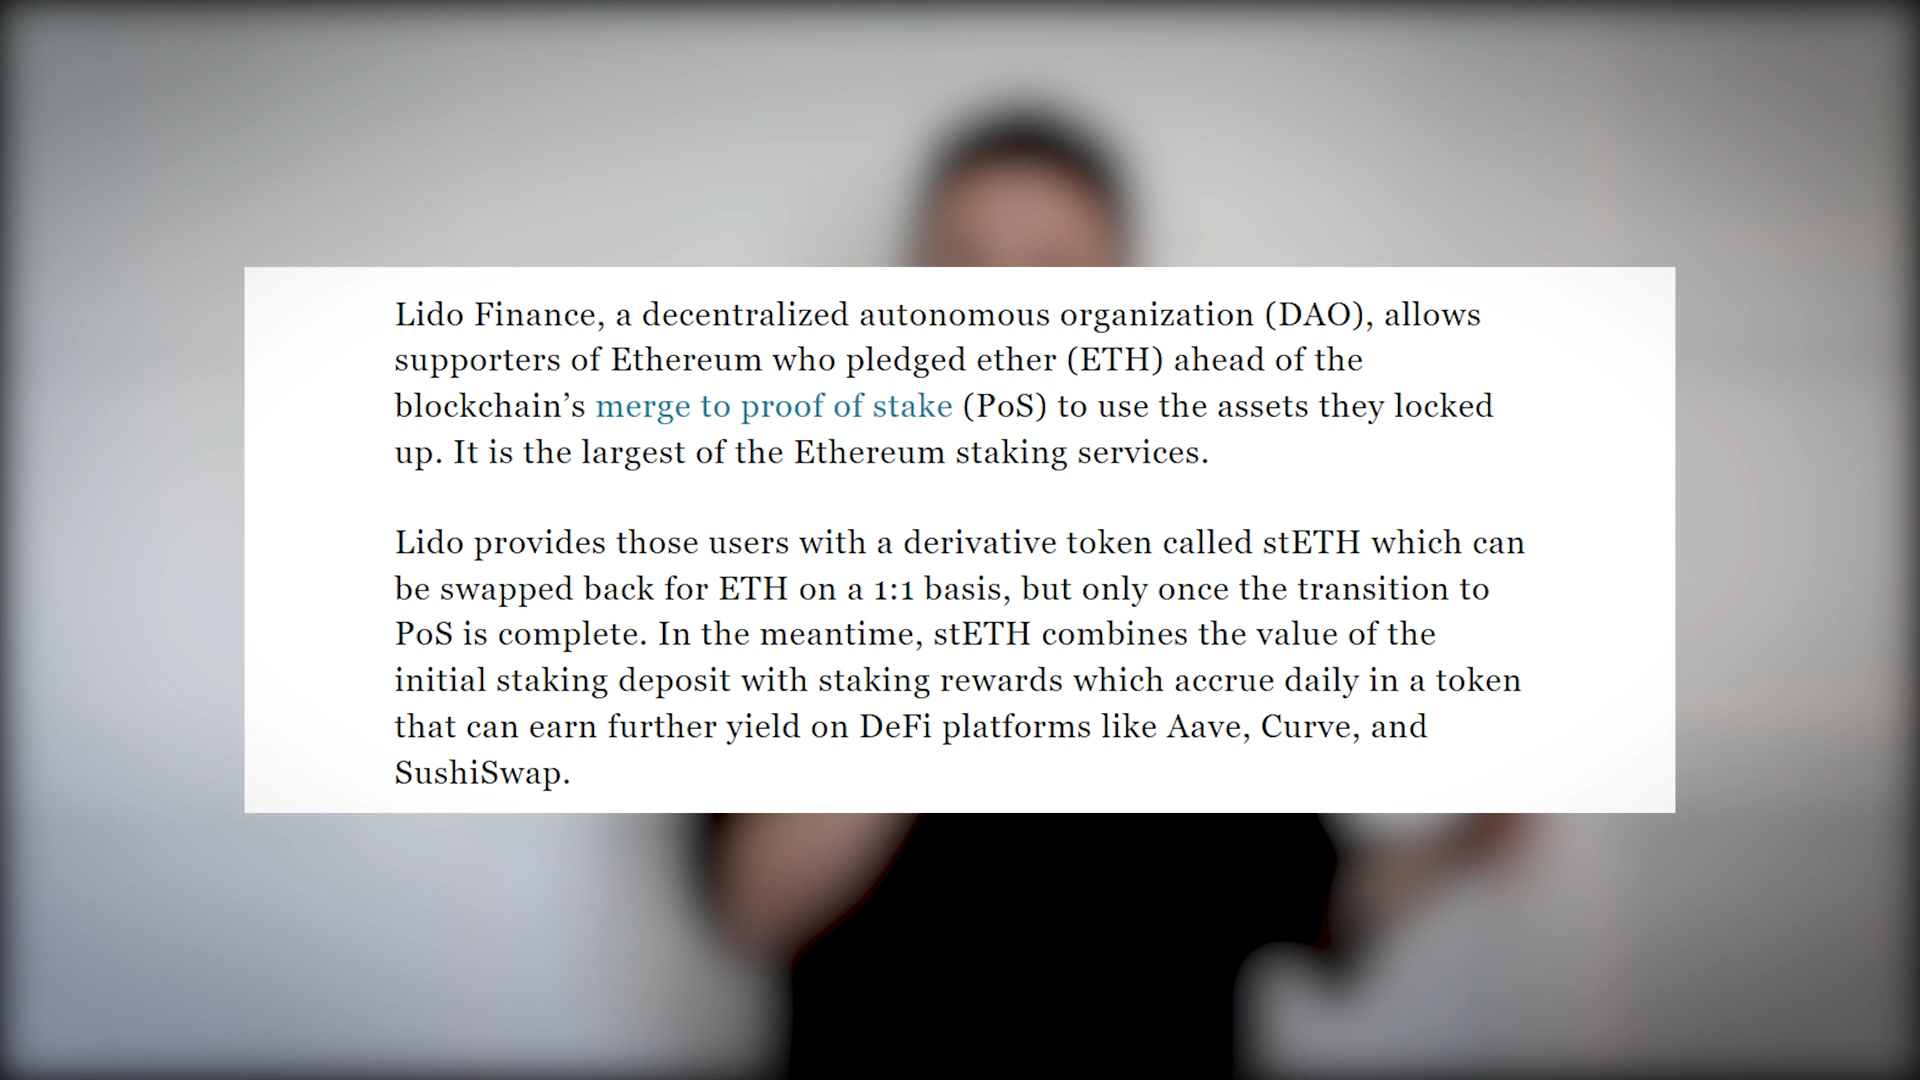 Lido Finance, a decentralized autonomous organization (DAO), allows
supporters of Ethereum who pledged ether (ETH) ahead of the
blockchain’s merge to proof of stake (PoS) to use the assets they locked
up. It is the largest of the Ethereum staking services.
Lido provides those users with a derivative token called stETH which can
be swapped back for ETH on a 1:1 basis, but only once the transition to
PoS is complete. In the meantime, stETH combines the value of the
initial staking deposit with staking rewards which accrue daily in a token
that can earn further yield on DeFi platforms like Aave, Curve, and
SushiSwap.